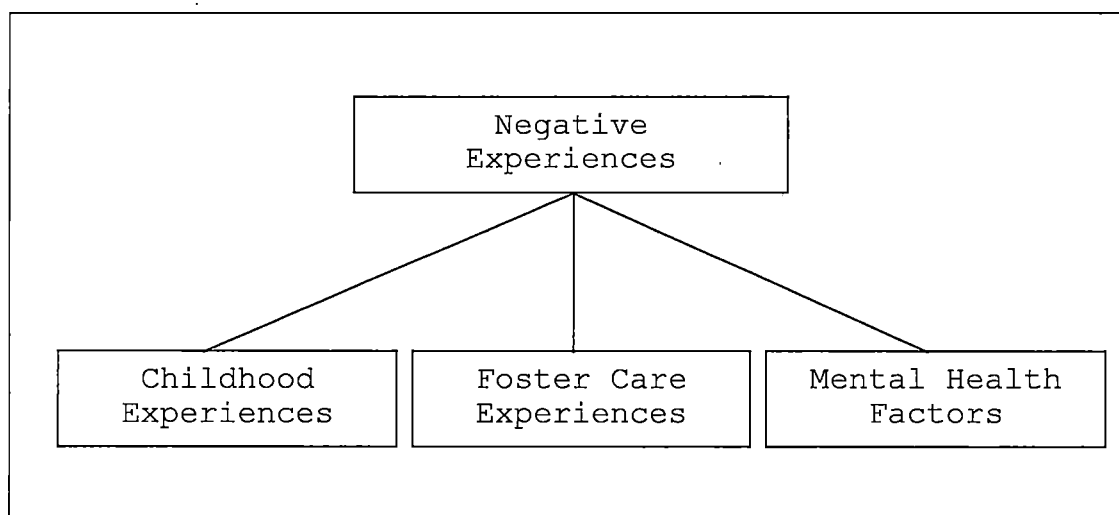 Negative
Experiences
Childhood
Experiences
Foster Care
Experiences
Mental Health
Factors